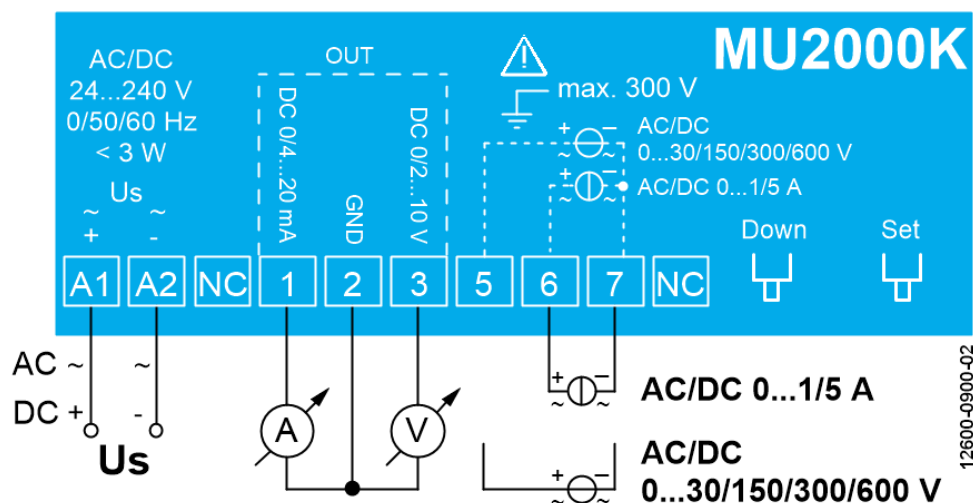 MU2000K
AC/DC
24...240 V
0/50/60 Hz
< 3 W
Us
~ ~
+ -
OUT
DC 0/4...20 mA
GND
DC 0/2...10 V
max. 300 V
+ −
~ ~
AC/DC
0...30/150/300/600 V
+ −
~ ~
AC/DC 0...1/5 A
Down
Set
A1 A2 NC 1 2 3 5 6 7 NC
AC ~ ~
DC + -
Us
A
V
+ −
~ ~
AC/DC 0...1/5 A
+ −
~ ~
AC/DC
0...30/150/300/600 V
12600-0900-02